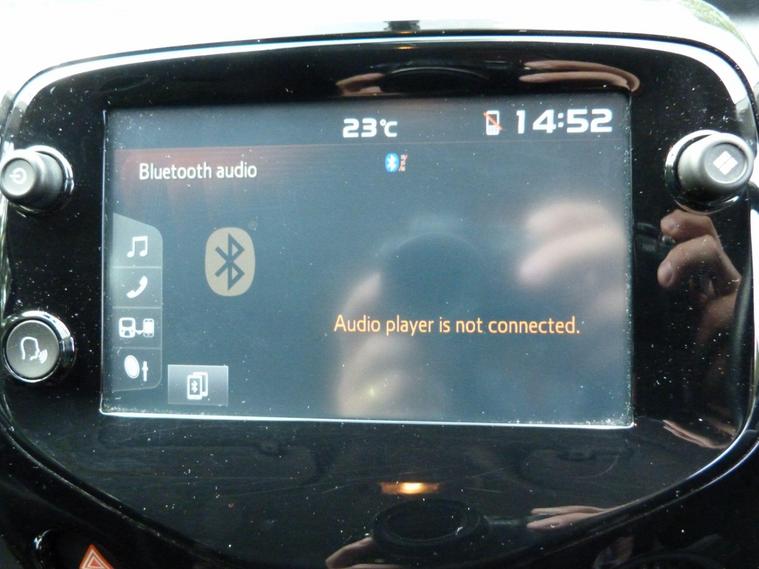 23°C 14:52
Bluetooth audio
Audio player is not connected.